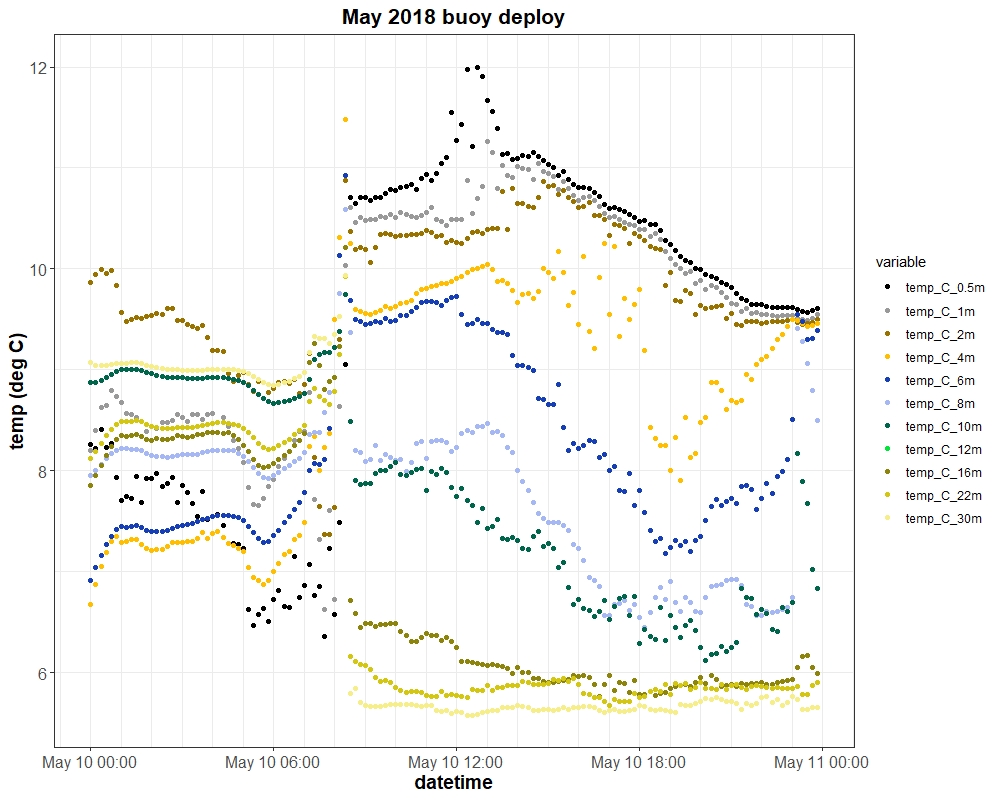 May 2018 buoy deploy
temp (deg C)
12
10
8
6
May 10 00:00
May 10 06:00
May 10 12:00
May 10 18:00
May 11 00:00
datetime
variable
temp_C_0.5m
temp_C_1m
temp_C_2m
temp_C_4m
temp_C_6m
temp_C_8m
temp_C_10m
temp_C_12m
temp_C_16m
temp_C_22m
temp_C_30m